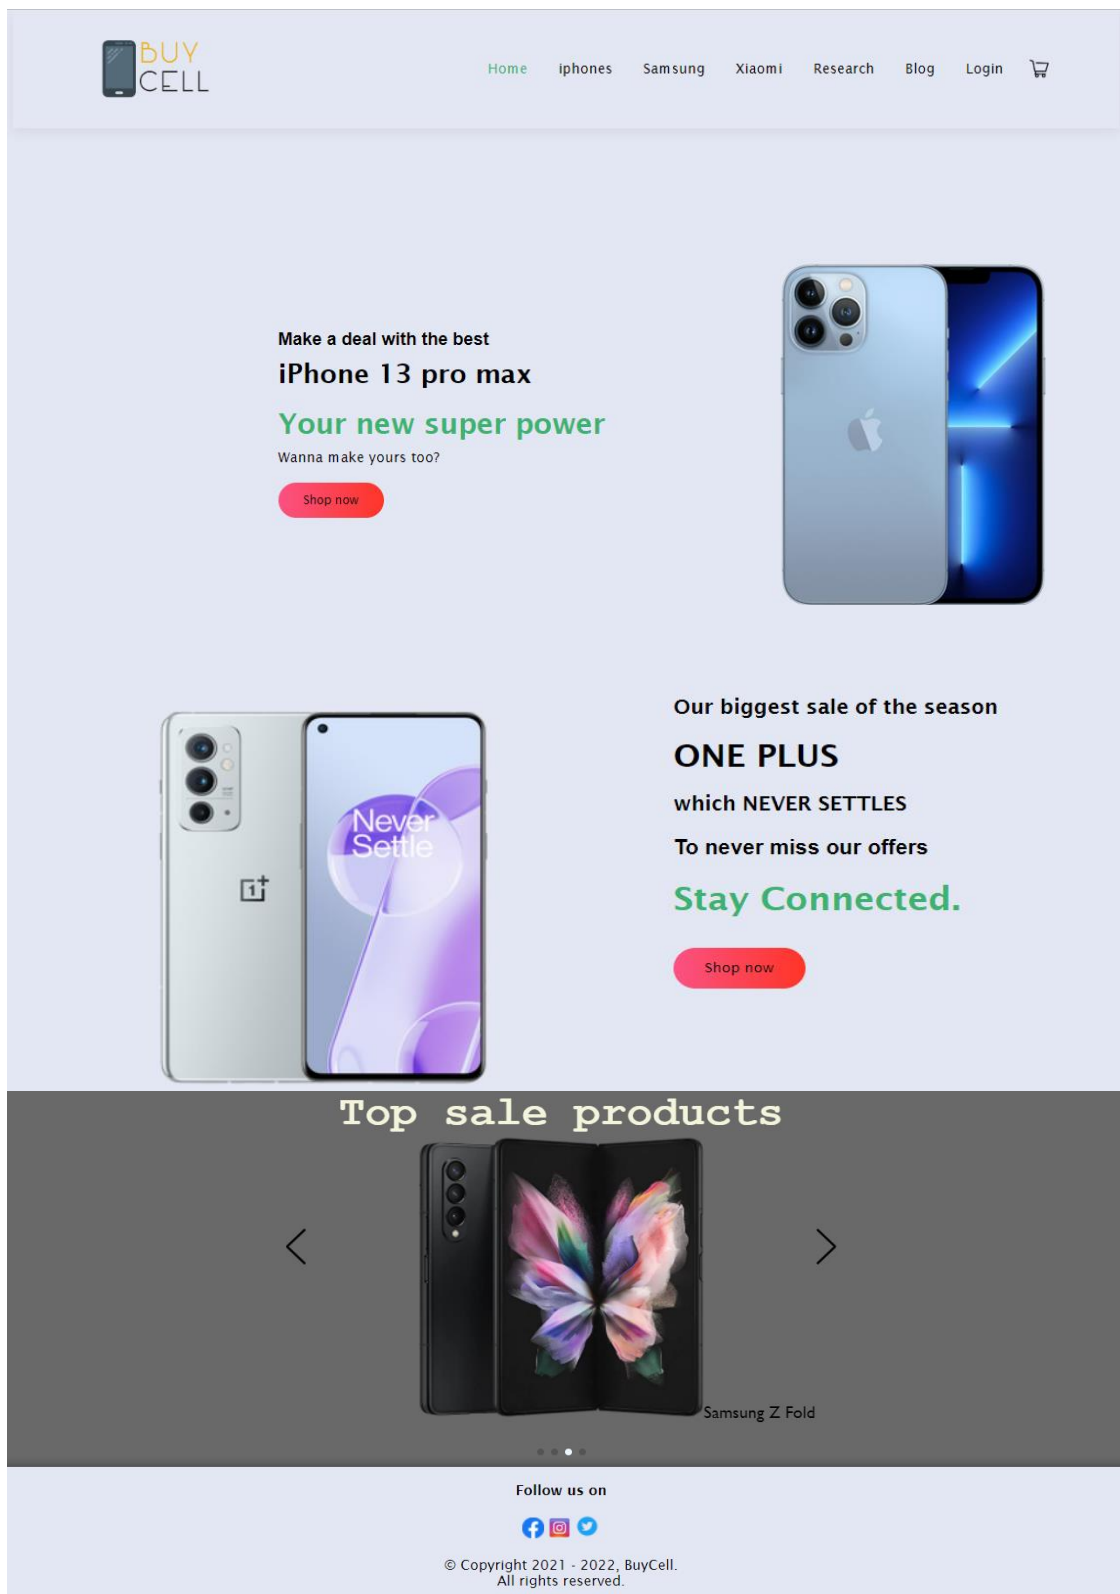 BUY
CELL
Home iphones Samsung Xiaomi Research Blog Login
Make a deal with the best
iPhone 13 pro max
Your new super power
Wanna make yours too?
Shop now
Our biggest sale of the season
ONE PLUS
which NEVER SETTLES
To never miss our offers
Stay Connected.
Shop now
Never
Settle
Top sale products
Samsung Z Fold
Follow us on
© Copyright 2021 - 2022, BuyCell.
All rights reserved.